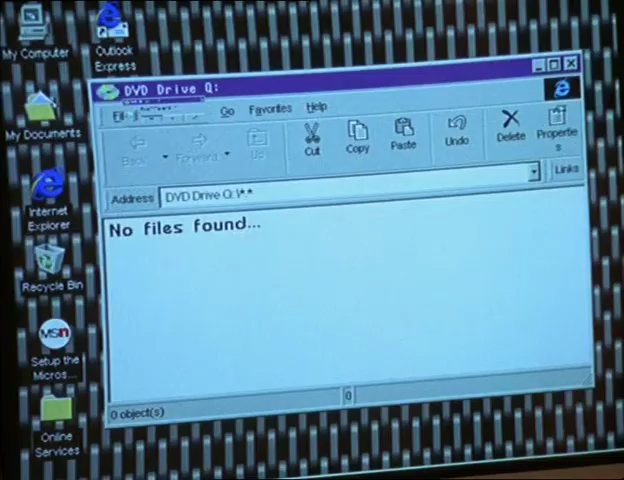 My Computer
Outlook
Express
My Documents
Internet
Explorer
Recycle Bin
MSN
Setup the
Micros...
Online
Services
DVD Drive Q:
Go Favorites Help
Back Forward Up Cut Copy Paste Undo Delete Propertie
s
Address DVD Drive Q:\*.* Links
No files found...
0 object(s) 0